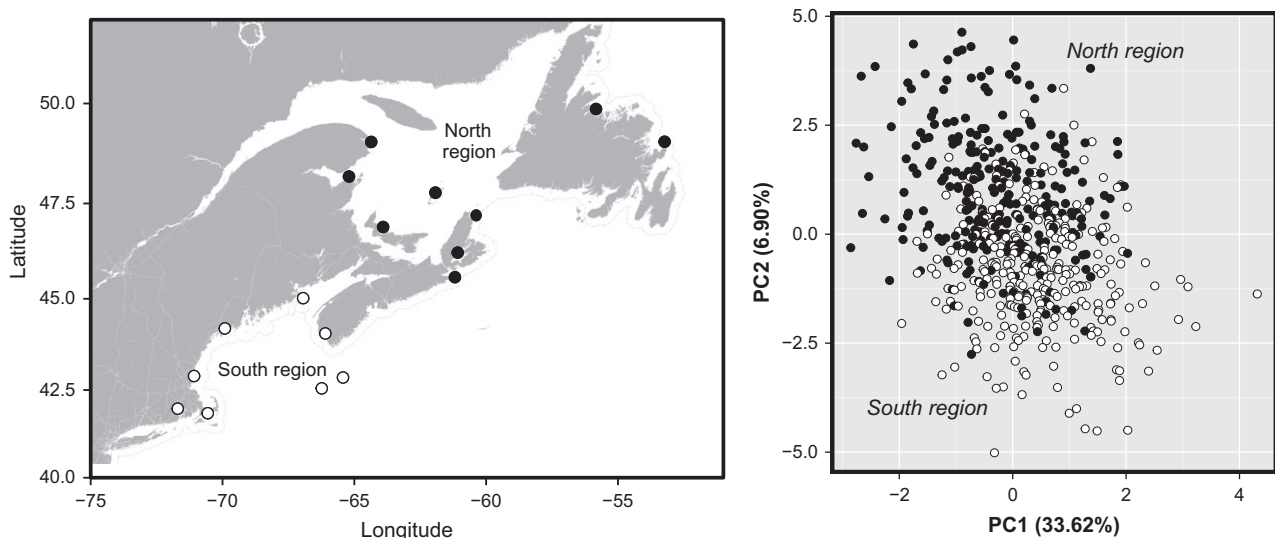 50.0
47.5
45.0
42.5
40.0
Latitude
−75
−70
−65
−60
−55
Longitude
North
region
South region
5.0
2.5
0.0
−2.5
−5.0
PC2 (6.90%)
−2
0
2
4
PC1 (33.62%)
North region
South region